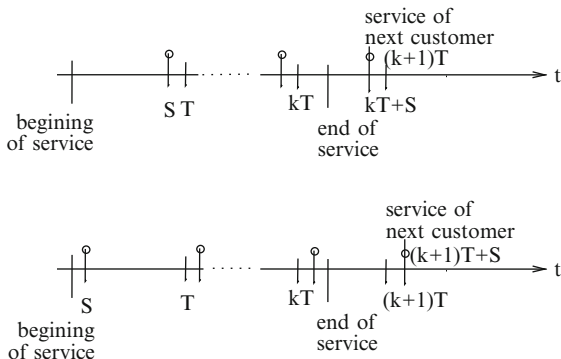 service of
next customer
(k+1)T
t
S T
kT
kT+S
begining
of service
end of
service
service of
next customer
(k+1)T+S
t
S
T
kT
(k+1)T
begining
of service
end of
service